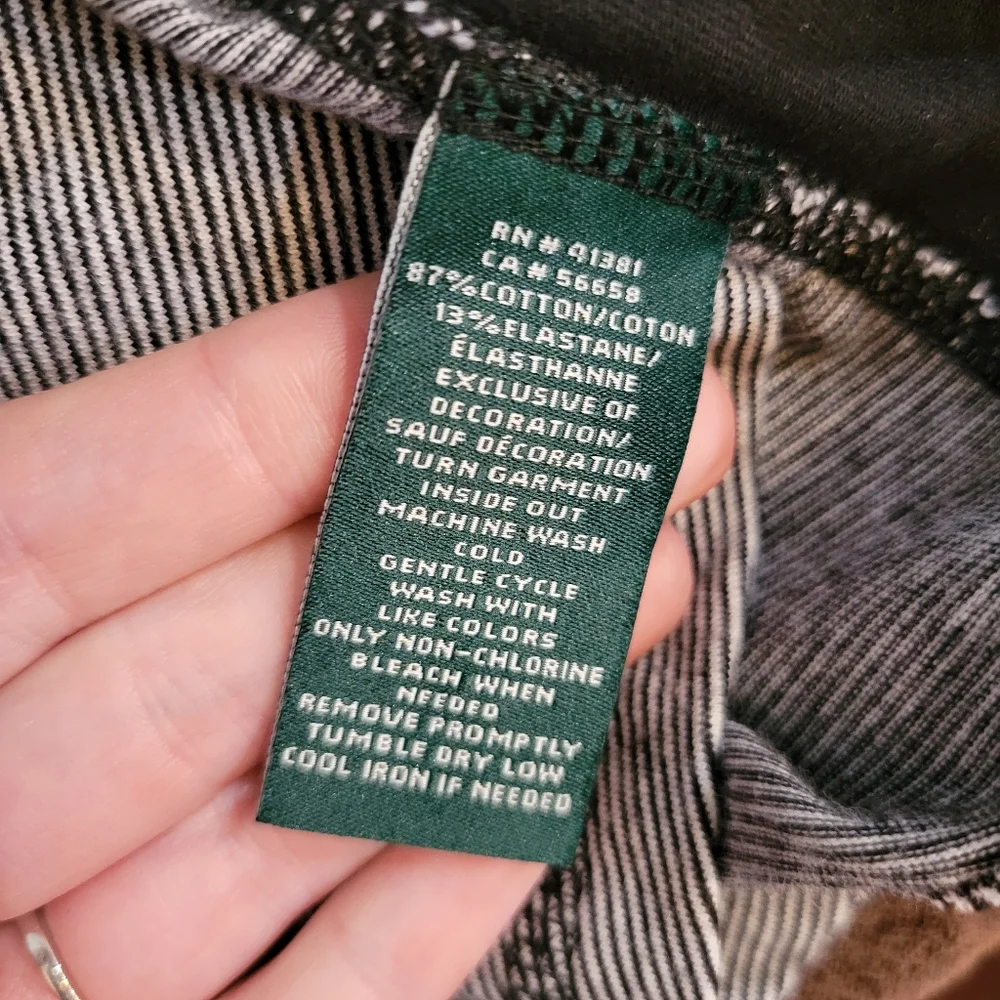 RN # 91381
CA # 56658
87% COTTON/COTON
13% ELASTANE/
ÉLASTHANNE
EXCLUSIVE OF
DECORATION/
SAUF DÉCORATION
TURN GARMENT
INSIDE OUT
MACHINE WASH
COLD
GENTLE CYCLE
WASH WITH
LIKE COLORS
ONLY NON-CHLORINE
BLEACH WHEN
NEEDED
REMOVE PROMPTLY
TUMBLE DRY LOW
COOL IRON IF NEEDED